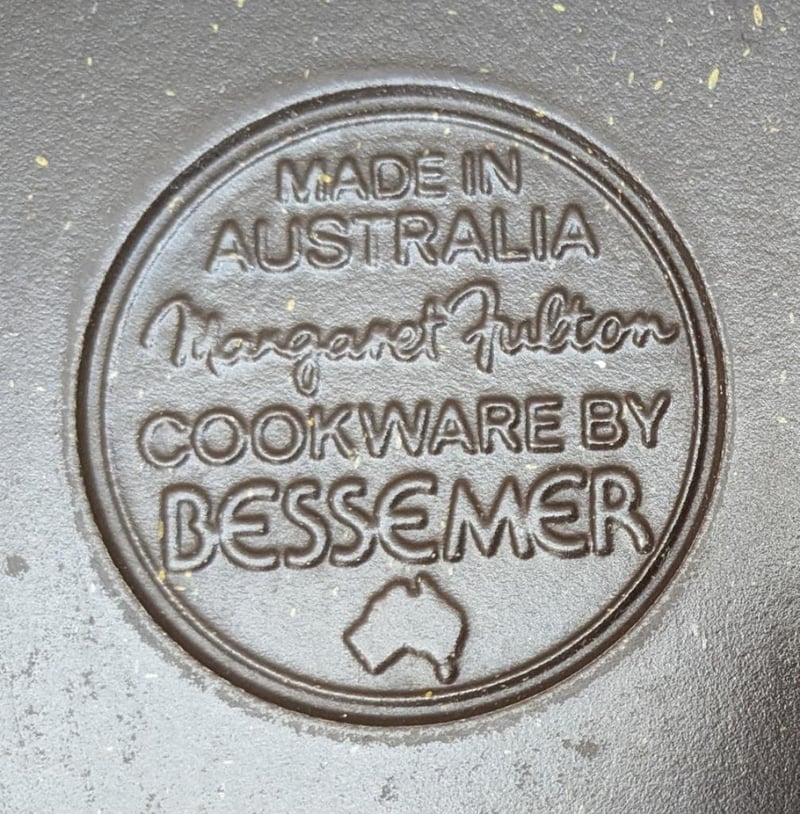 MADE IN
AUSTRALIA
Margaret Fulton
COOKWARE BY
BESSEMER